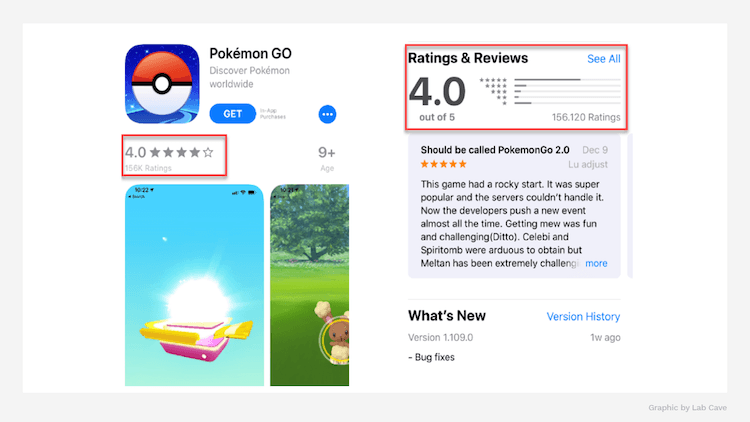 Pokémon GO
Discover Pokémon
worldwide
GET
In-App
Purchases
4.0
156K Ratings
9+
Age
10:22
Search
10:21
Ratings & Reviews
See All
4.0
out of 5
156.120 Ratings
Should be called PokemonGo 2.0
Dec 9
Lu adjust
This game had a rocky start. It was super
popular and the servers couldn't handle it.
Now the developers push a new event
almost all the time. Getting mew was fun
and challenging(Ditto). Celebi and
Spiritomb were arduous to obtain but
Meltan has been extremely challenging more
What's New
Version History
Version 1.109.0
1w ago
- Bug fixes
Graphic by Lab Cave